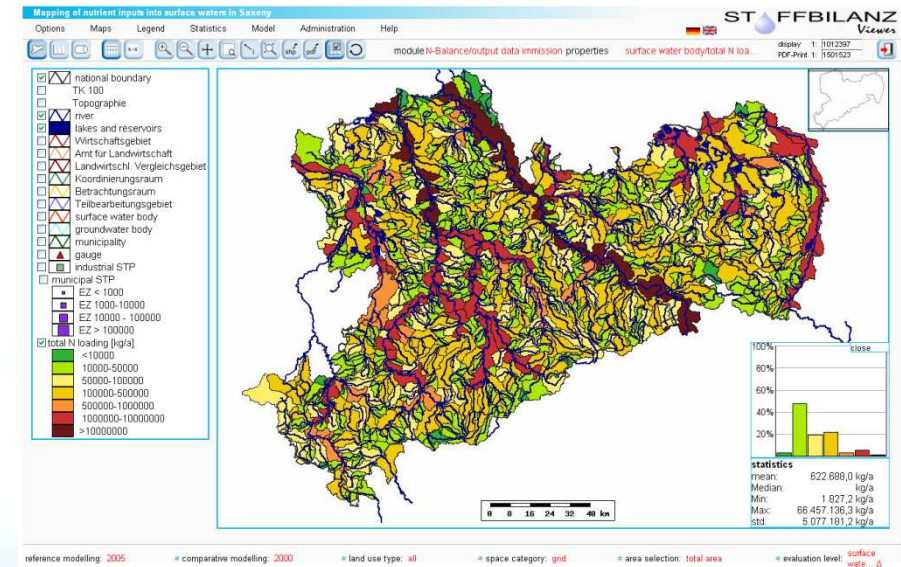 Mapping of nutrient inputs into surface waters in Saxony
STOFFBILANZ
Viewer
Options Maps Legend Statistics Model Administration Help
module N-Balance/output data immission properties surface water body/total N loa...
display 1: 1012397
PDF-Print 1: 1501523
shp pdf
national boundary
TK 100
Topographie
river
lakes and reservoirs
Wirtschaftsgebiet
Amt für Landwirtschaft
Landwirtschl. Vergleichsgebiet
Koordinierungsraum
Betrachtungsraum
Teilbearbeitungsgebiet
surface water body
groundwater body
municipality
gauge
industrial STP
municipal STP
EZ < 1000
EZ 1000-10000
EZ 10000 - 100000
EZ > 100000
total N loading [kg/a]
<10000
10000-50000
50000-100000
100000-500000
500000-1000000
1000000-10000000
>10000000
0 8 16 24 32 40 km
100% close
80%
60%
40%
20%
statistics
mean: 622.688,0 kg/a
Median: kg/a
Min: 1.827,2 kg/a
Max: 66.457.136,3 kg/a
std: 5.077.181,2 kg/a
reference modelling: 2005 comparative modelling: 2000 land use type: all space category: grid area selection: total area evaluation level: surface wate...